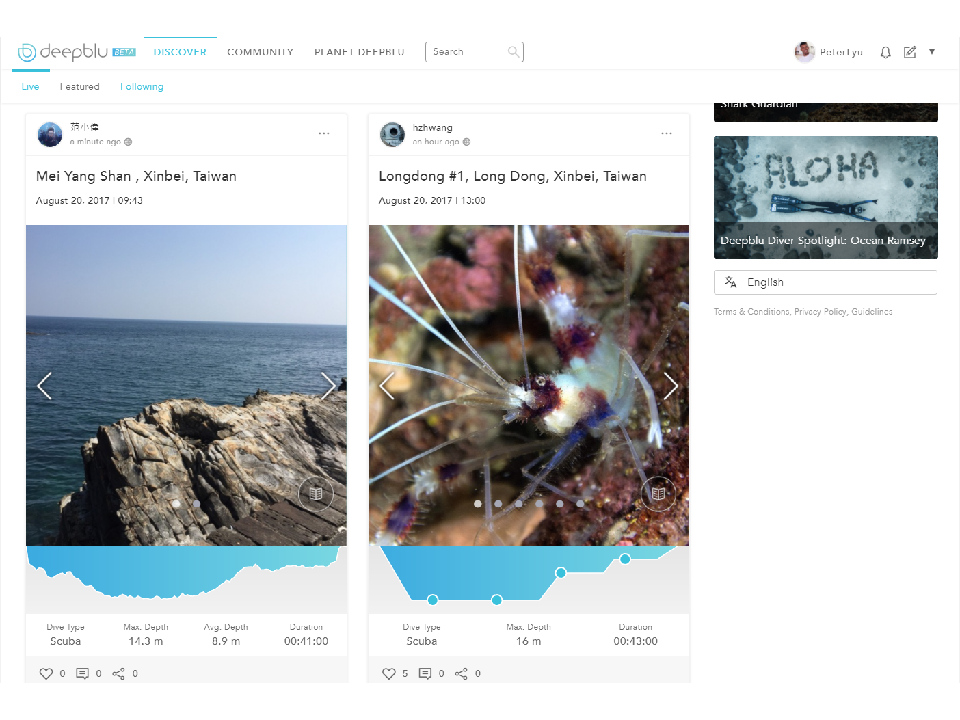 deepblu BETA DISCOVER COMMUNITY PLANET DEEPBLU Search Peter Lyu
Live Featured Following
范小偉
a minute ago
Mei Yang Shan , Xinbei, Taiwan
August 20, 2017 | 09:43
Dive Type Max. Depth Avg. Depth Duration
Scuba 14.3 m 8.9 m 00:41:00
0 0 0
hzhwang
an hour ago
Longdong #1, Long Dong, Xinbei, Taiwan
August 20, 2017 | 13:00
Dive Type Max. Depth Duration
Scuba 16 m 00:43:00
5 0 0
Shark Guardian
ALOHA
Deepblu Diver Spotlight: Ocean Ramsey
English
Terms & Conditions, Privacy Policy, Guidelines